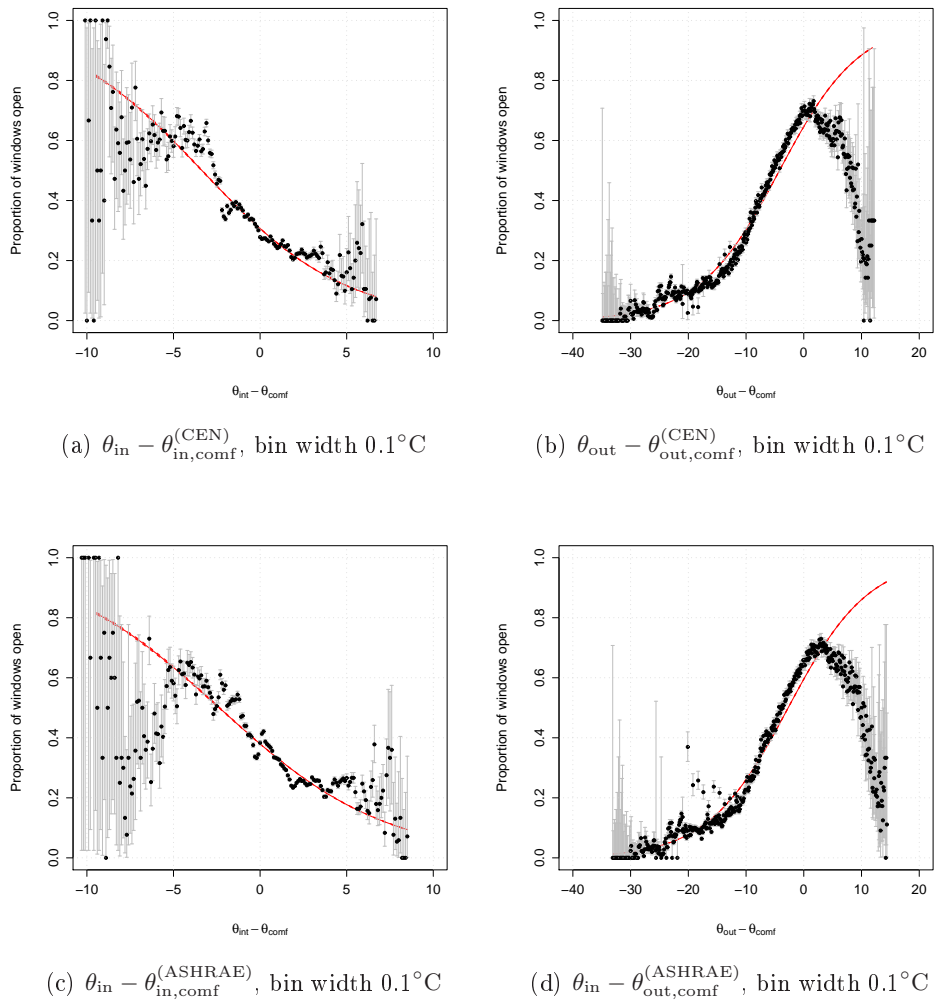 Proportion of windows open
0.0 0.2 0.4 0.6 0.8 1.0
−10 −5 0 5 10
θint − θcomf
(a) θin − θin,comf(CEN), bin width 0.1°C
Proportion of windows open
0.0 0.2 0.4 0.6 0.8 1.0
−40 −30 −20 −10 0 10 20
θout − θcomf
(b) θout − θout,comf(CEN), bin width 0.1°C
Proportion of windows open
0.0 0.2 0.4 0.6 0.8 1.0
−10 −5 0 5 10
θint − θcomf
(c) θin − θin,comf(ASHRAE), bin width 0.1°C
Proportion of windows open
0.0 0.2 0.4 0.6 0.8 1.0
−40 −30 −20 −10 0 10 20
θout − θcomf
(d) θin − θout,comf(ASHRAE), bin width 0.1°C